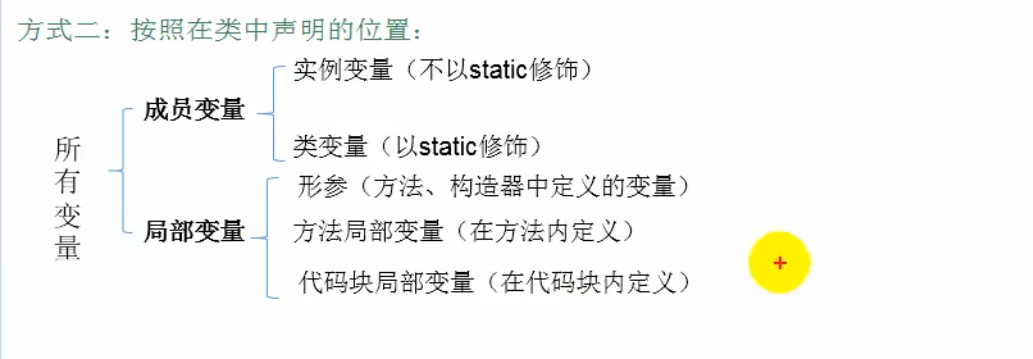 方式二：按照在类中声明的位置：
实例变量（不以static修饰）
成员变量
类变量（以static修饰）
所有变量
形参（方法、构造器中定义的变量）
局部变量
方法局部变量（在方法内定义）
代码块局部变量（在代码块内定义）